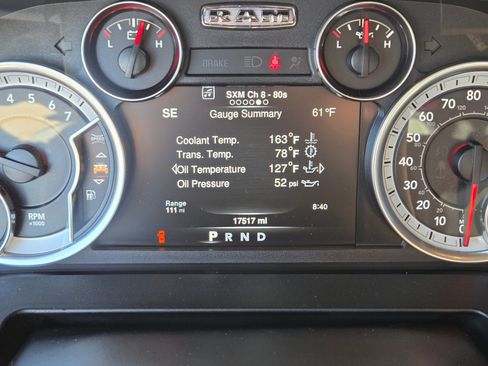 RAM
L H
L H
BRAKE
SXM Ch 8 - 80s
SE Gauge Summary 61°F
Coolant Temp. 163°F
Trans. Temp. 78°F
Oil Temperature 127°F
Oil Pressure 52 psi
Range
111 mi 8:40
17517 mi
P R N D
2 3 4 5 6 7
RPM
x1000
10 20 30 40 50 60